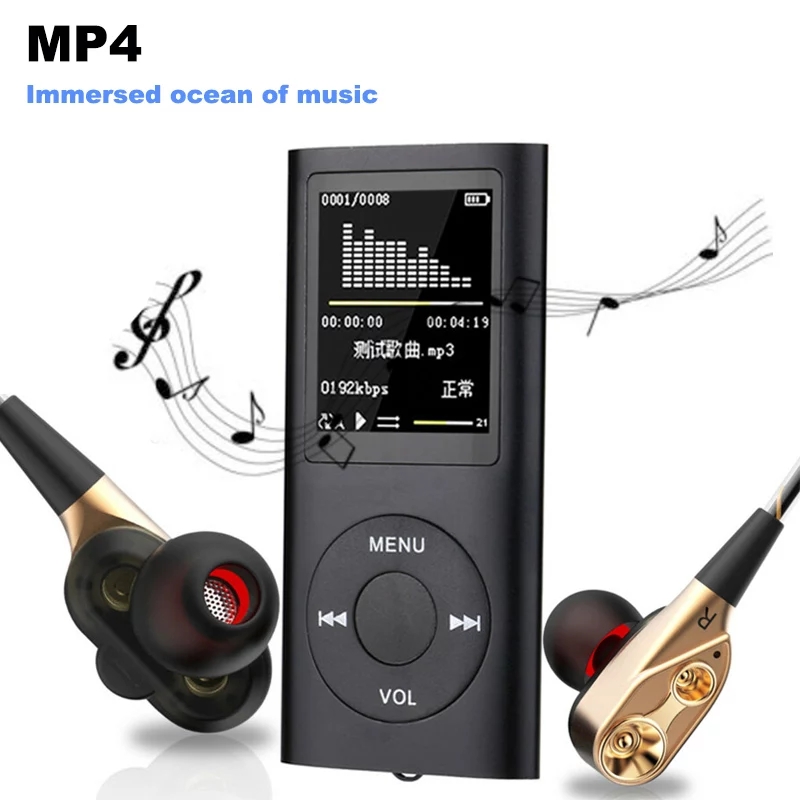 MP4
Immersed ocean of music
0001/0008
00:00:00 00:04:19
测试歌曲.mp3
0192kbps 正常
21
MENU
VOL
R